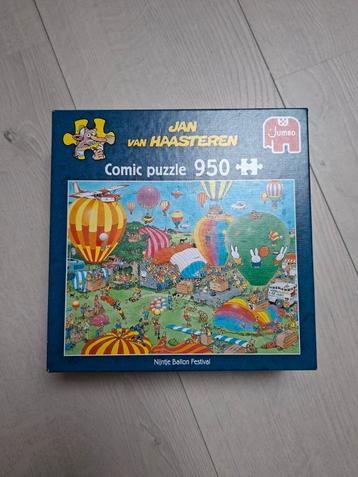 JAN
VAN HAASTEREN
Jumbo
Comic puzzle 950
Nijntje Ballon Festival